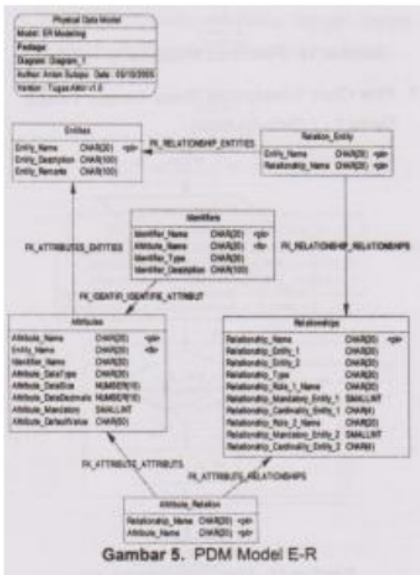 Physical Data Model
Model: ER Modeling
Package:
Diagram: Diagram_1
Author: Anton Sutopo Date: 05/10/2005
Version: Tugas Akhir v1.0
Entities
Entity_Name CHAR(20) <pk>
Entity_Description CHAR(100)
Entity_Remarks CHAR(100)
FK_RELATIONSHIP_ENTITIES
Relation_Entity
Entity_Name CHAR(20) <pk>
Relationship_Name CHAR(20) <pk>
Identifiers
Identifier_Name CHAR(20) <pk>
Attribute_Name CHAR(20) <fk>
Identifier_Type CHAR(20)
Identifier_Description CHAR(100)
FK_ATTRIBUTES_ENTITIES
FK_RELATIONSHIP_RELATIONSHIPS
FK_IDENTIFI_IDENTIFIE_ATTRIBUT
Attributes
Attribute_Name CHAR(20) <pk>
Entity_Name CHAR(20) <fk>
Identifier_Name CHAR(20)
Attribute_DataType CHAR(20)
Attribute_DataSize NUMBER(10)
Attribute_DataDecimals NUMBER(10)
Attribute_Mandatory SMALLINT
Attribute_DefaultValue CHAR(50)
Relationships
Relationship_Name CHAR(20) <pk>
Relationship_Entity_1 CHAR(20)
Relationship_Entity_2 CHAR(20)
Relationship_Type CHAR(20)
Relationship_Role_1_Name CHAR(20)
Relationship_Mandatory_Entity_1 SMALLINT
Relationship_Cardinality_Entity_1 CHAR(4)
Relationship_Role_2_Name CHAR(20)
Relationship_Mandatory_Entity_2 SMALLINT
Relationship_Cardinality_Entity_2 CHAR(4)
FK_ATTRIBUTE_ATTRIBUTS
FK_ATTRIBUTE_RELATIONSHIPS
Attribute_Relation
Relationship_Name CHAR(20) <pk>
Attribute_Name CHAR(20) <pk>
Gambar 5. PDM Model E-R